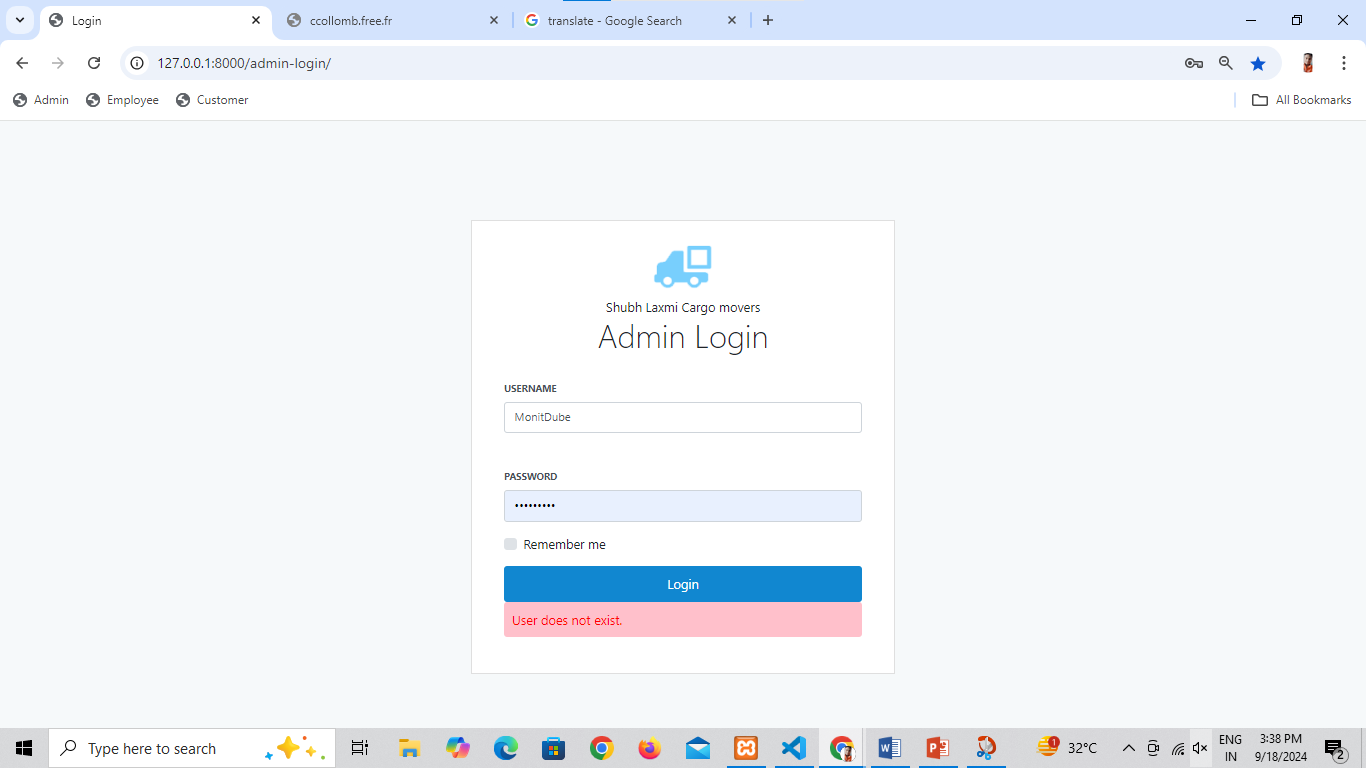 Login
ccollomb.free.fr
translate - Google Search
127.0.0.1:8000/admin-login/
Admin
Employee
Customer
All Bookmarks
Shubh Laxmi Cargo movers
Admin Login
USERNAME
MonitDube
PASSWORD
•••••••••
Remember me
Login
User does not exist.
Type here to search
1
32°C
ENG
IN
3:38 PM
9/18/2024
2